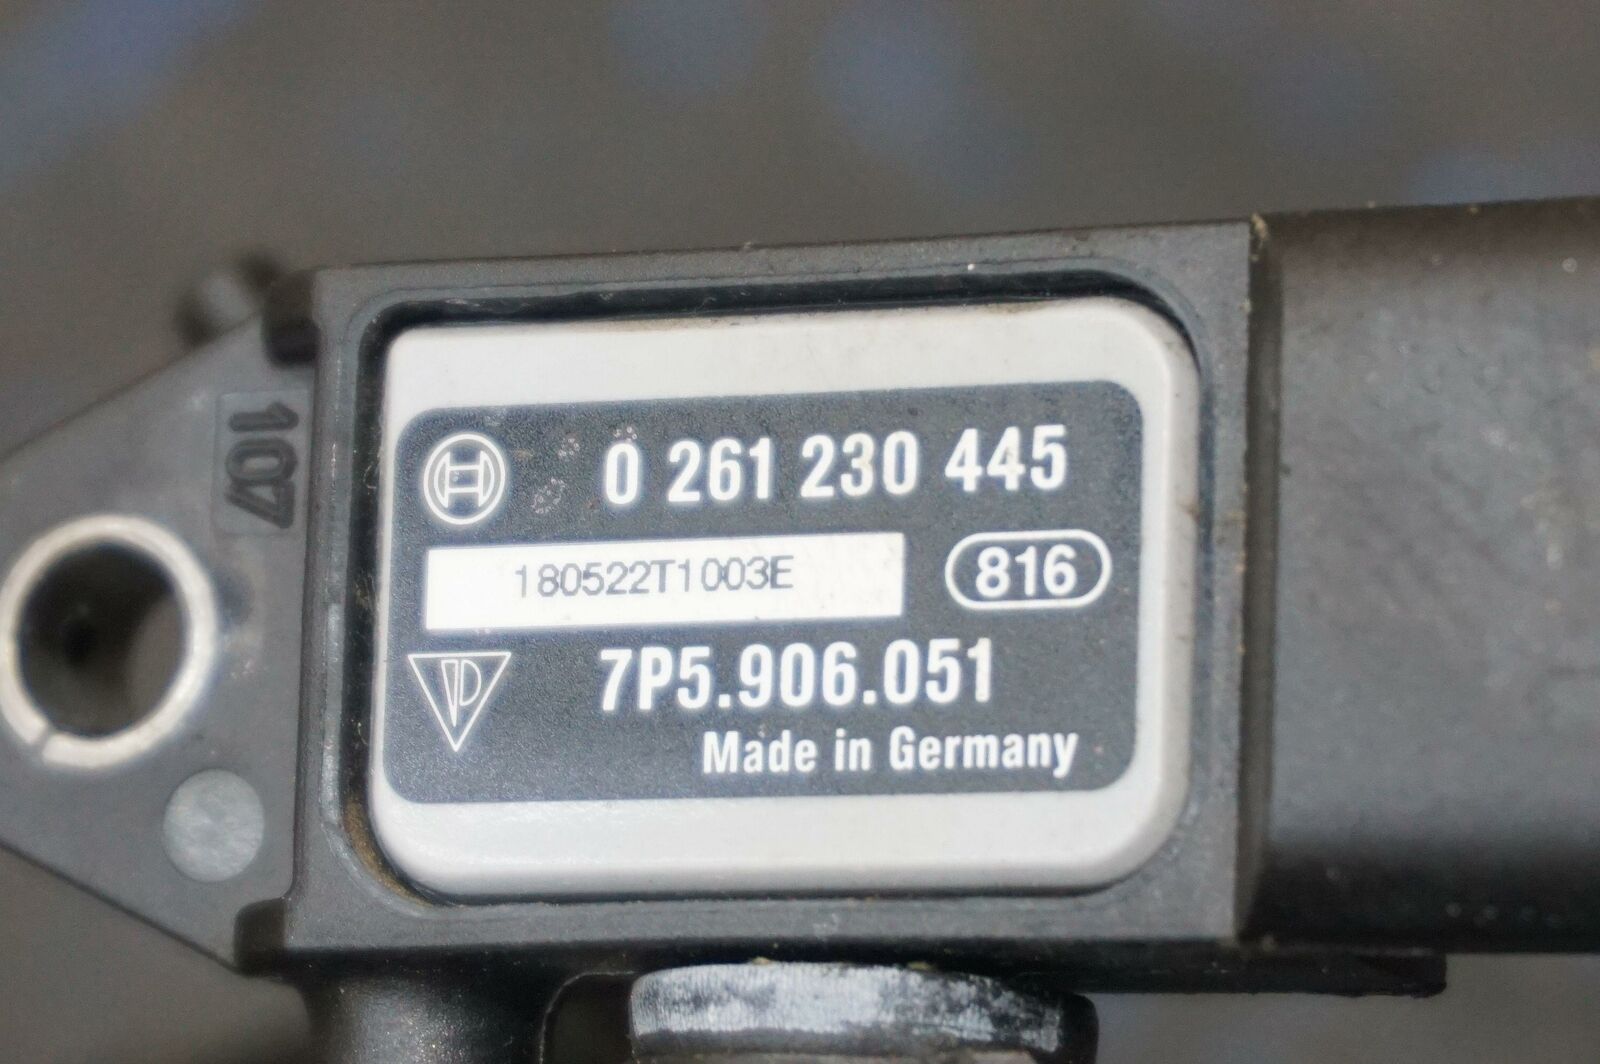 107
0 261 230 445
180522T1003E
816
7P5.906.051
Made in Germany